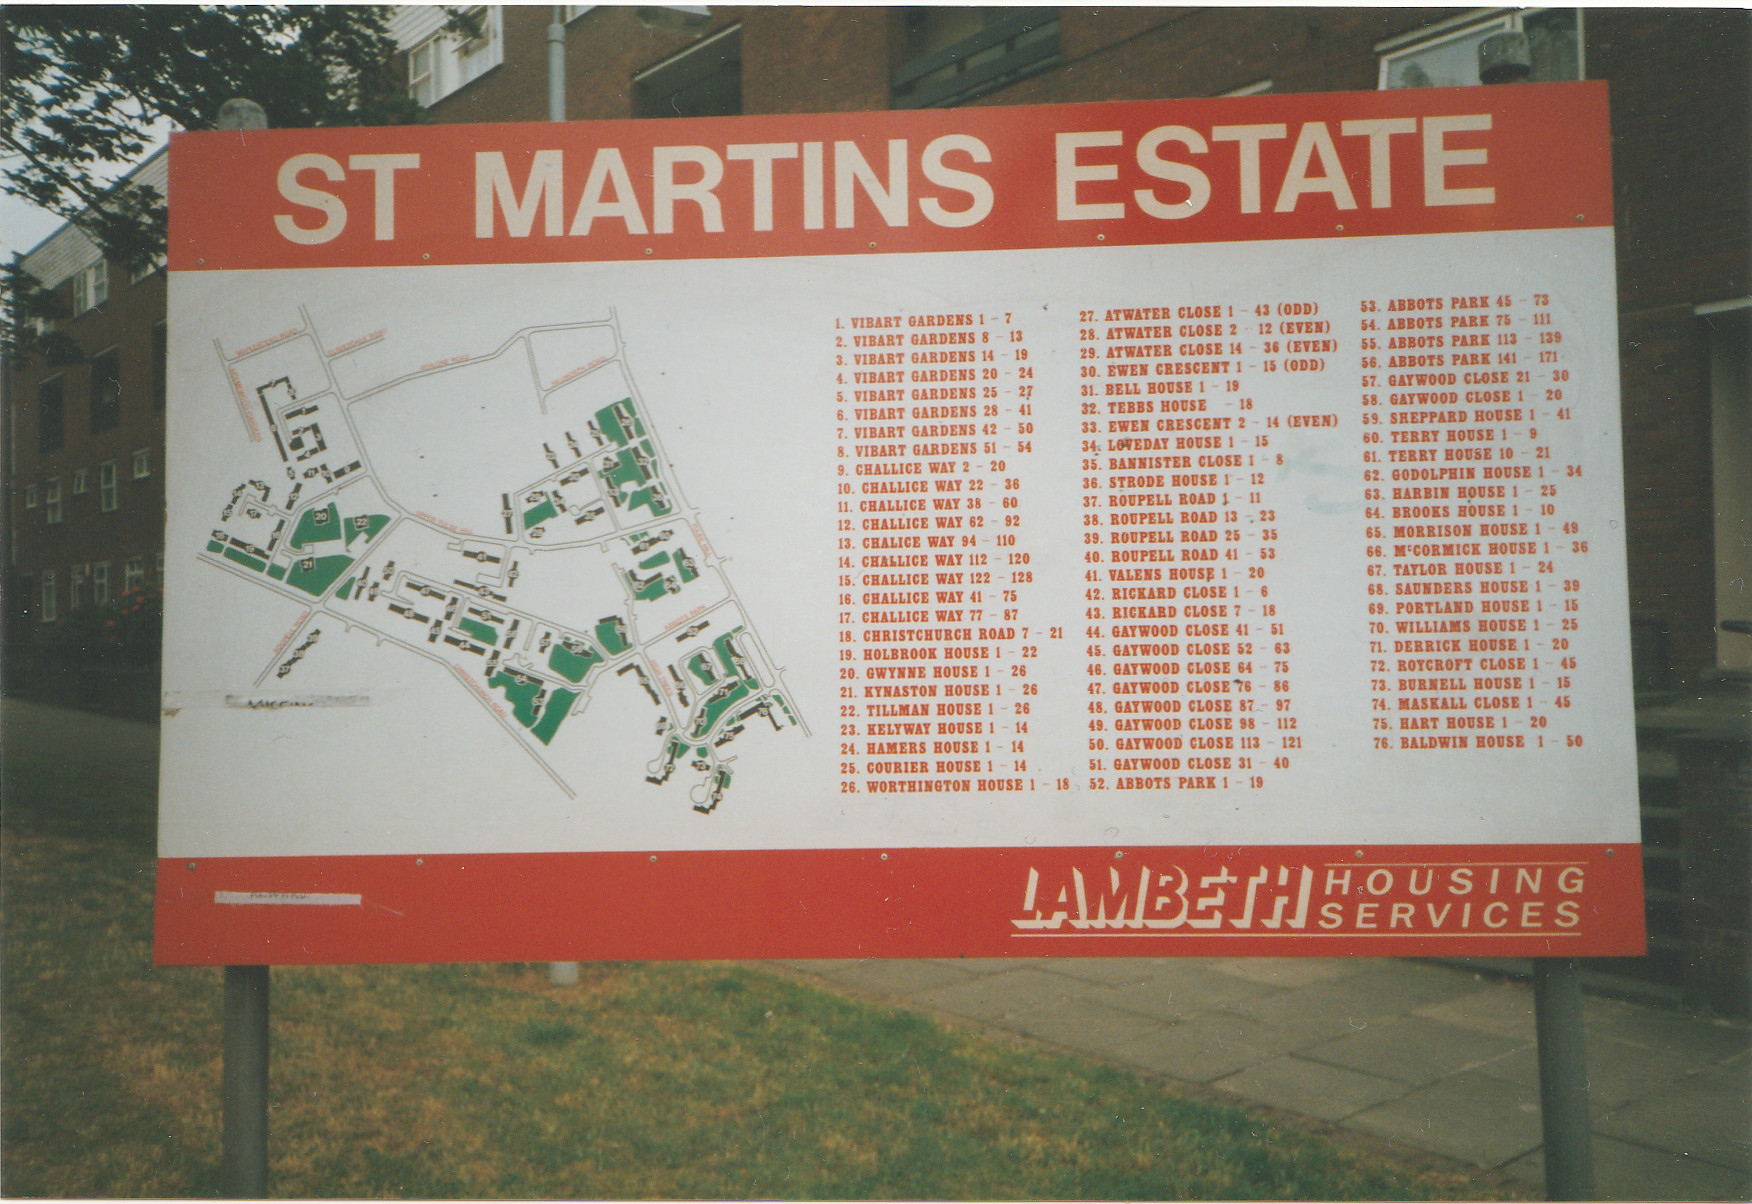 ST MARTINS ESTATE
1. VIBART GARDENS 1 - 7
2. VIBART GARDENS 8 - 13
3. VIBART GARDENS 14 - 19
4. VIBART GARDENS 20 - 24
5. VIBART GARDENS 25 - 27
6. VIBART GARDENS 28 - 41
7. VIBART GARDENS 42 - 50
8. VIBART GARDENS 51 - 54
9. CHALLICE WAY 2 - 20
10. CHALLICE WAY 22 - 36
11. CHALLICE WAY 38 - 60
12. CHALLICE WAY 62 - 92
13. CHALICE WAY 94 - 110
14. CHALLICE WAY 112 - 120
15. CHALLICE WAY 122 - 128
16. CHALLICE WAY 41 - 75
17. CHALLICE WAY 77 - 87
18. CHRISTCHURCH ROAD 7 - 21
19. HOLBROOK HOUSE 1 - 22
20. GWYNNE HOUSE 1 - 26
21. KYNASTON HOUSE 1 - 26
22. TILLMAN HOUSE 1 - 26
23. KELYWAY HOUSE 1 - 14
24. HAMERS HOUSE 1 - 14
25. COURIER HOUSE 1 - 14
26. WORTHINGTON HOUSE 1 - 18
27. ATWATER CLOSE 1 - 43 (ODD)
28. ATWATER CLOSE 2 - 12 (EVEN)
29. ATWATER CLOSE 14 - 36 (EVEN)
30. EWEN CRESCENT 1 - 15 (ODD)
31. BELL HOUSE 1 - 19
32. TEBBS HOUSE - 18
33. EWEN CRESCENT 2 - 14 (EVEN)
34. LOVEDAY HOUSE 1 - 15
35. BANNISTER CLOSE 1 - 8
36. STRODE HOUSE 1 - 12
37. ROUPELL ROAD 1 - 11
38. ROUPELL ROAD 13 - 23
39. ROUPELL ROAD 25 - 35
40. ROUPELL ROAD 41 - 53
41. VALENS HOUSE 1 - 20
42. RICKARD CLOSE 1 - 6
43. RICKARD CLOSE 7 - 18
44. GAYWOOD CLOSE 41 - 51
45. GAYWOOD CLOSE 52 - 63
46. GAYWOOD CLOSE 64 - 75
47. GAYWOOD CLOSE 76 - 86
48. GAYWOOD CLOSE 87 - 97
49. GAYWOOD CLOSE 98 - 112
50. GAYWOOD CLOSE 113 - 121
51. GAYWOOD CLOSE 31 - 40
52. ABBOTS PARK 1 - 19
53. ABBOTS PARK 45 - 73
54. ABBOTS PARK 75 - 111
55. ABBOTS PARK 113 - 139
56. ABBOTS PARK 141 - 171
57. GAYWOOD CLOSE 21 - 30
58. GAYWOOD CLOSE 1 - 20
59. SHEPPARD HOUSE 1 - 41
60. TERRY HOUSE 1 - 9
61. TERRY HOUSE 10 - 21
62. GODOLPHIN HOUSE 1 - 34
63. HARBIN HOUSE 1 - 25
64. BROOKS HOUSE 1 - 10
65. MORRISON HOUSE 1 - 49
66. McCORMICK HOUSE 1 - 36
67. TAYLOR HOUSE 1 - 24
68. SAUNDERS HOUSE 1 - 39
69. PORTLAND HOUSE 1 - 15
70. WILLIAMS HOUSE 1 - 25
71. DERRICK HOUSE 1 - 20
72. ROYCROFT CLOSE 1 - 45
73. BURNELL HOUSE 1 - 15
74. MASKALL CLOSE 1 - 45
75. HART HOUSE 1 - 20
76. BALDWIN HOUSE 1 - 50
UPPER TULSE HILL
ROUPELL ROAD
CHRISTCHURCH ROAD
ABBOTS PARK
TULSE HILL
20
22
21
LAMBETH HOUSING
SERVICES